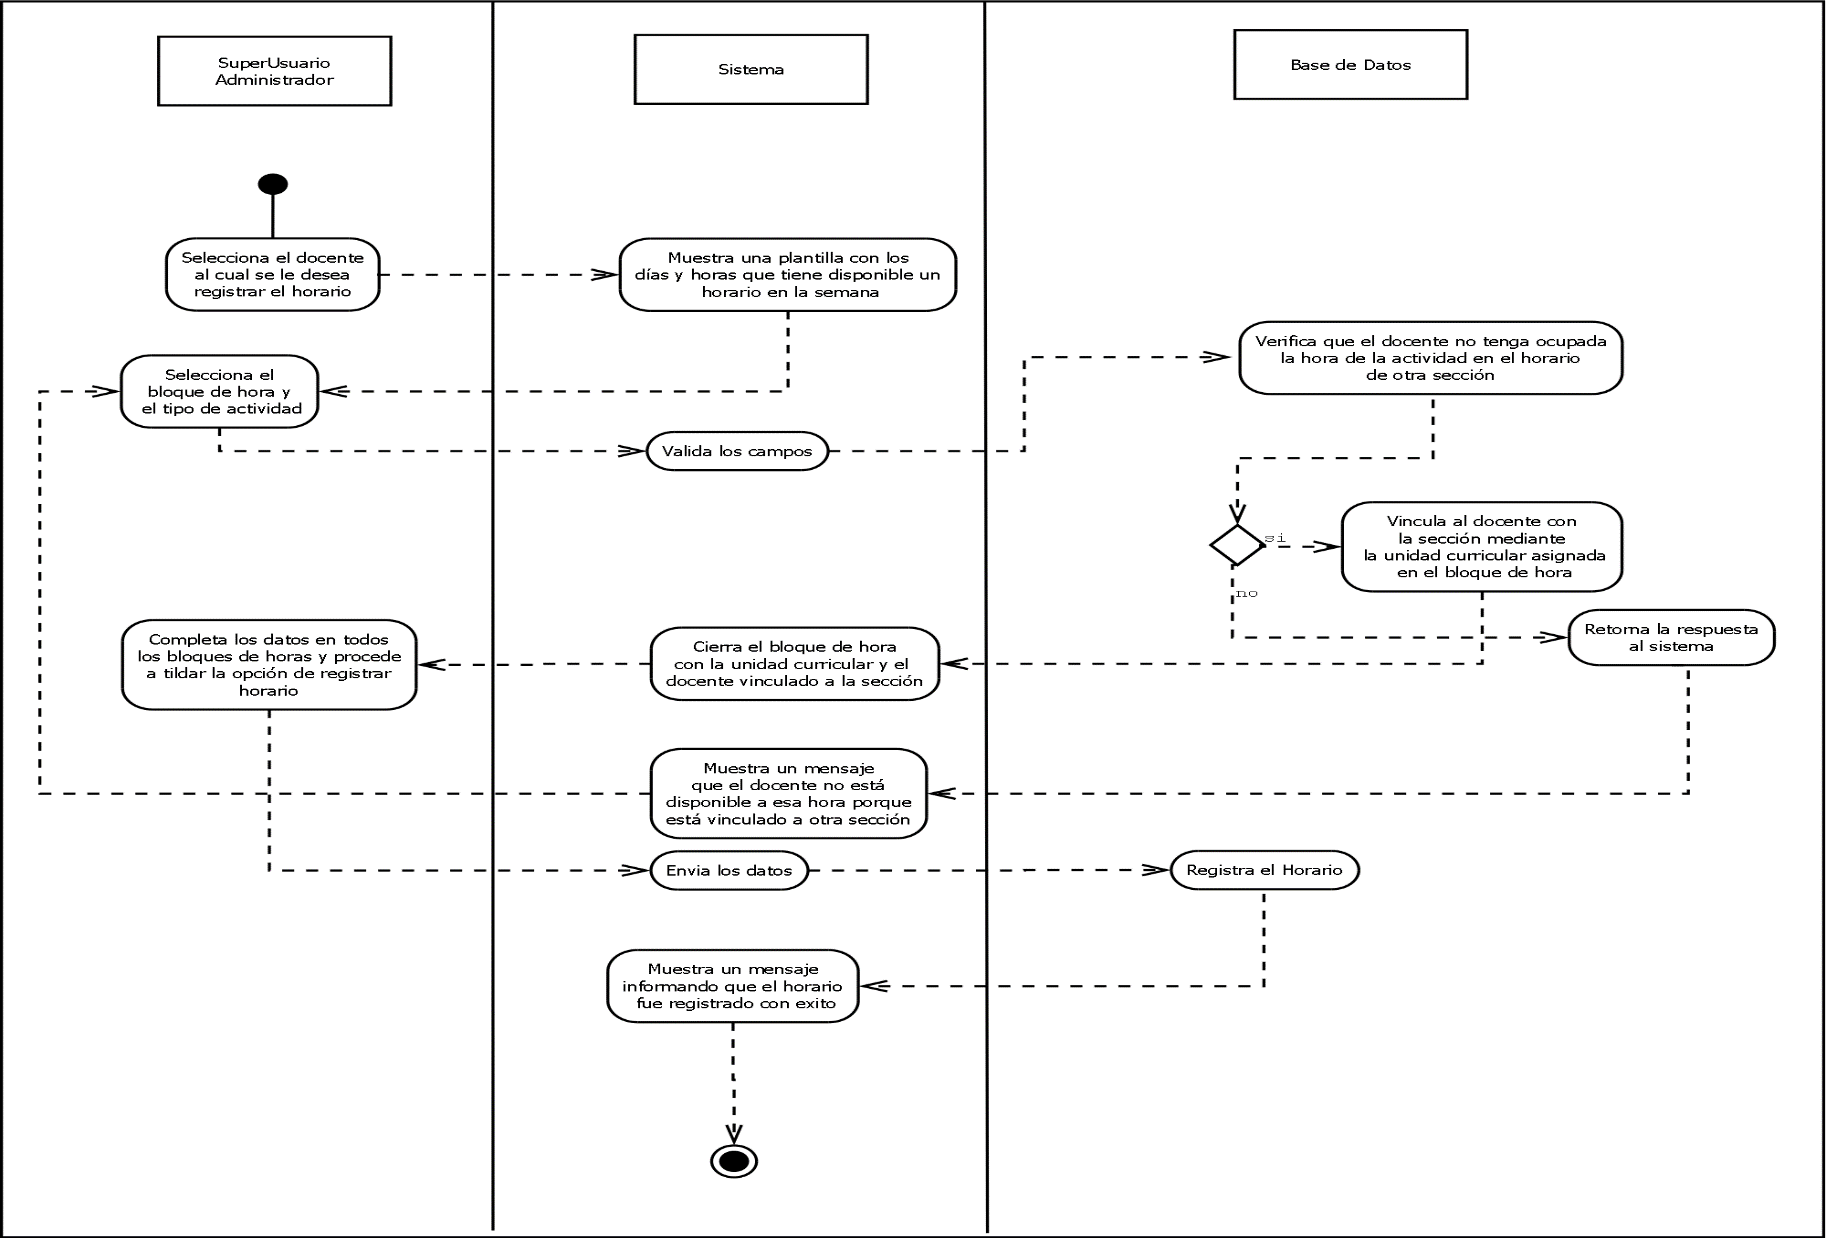 SuperUsuario
Administrador
Sistema
Base de Datos
Selecciona el docente
al cual se le desea
registrar el horario
Muestra una plantilla con los
días y horas que tiene disponible un
horario en la semana
Verifica que el docente no tenga ocupada
la hora de la actividad en el horario
de otra sección
Selecciona el
bloque de hora y
el tipo de actividad
Valida los campos
si
Vincula al docente con
la sección mediante
la unidad curricular asignada
en el bloque de hora
no
Retorna la respuesta
al sistema
Completa los datos en todos
los bloques de horas y procede
a tildar la opción de registrar
horario
Cierra el bloque de hora
con la unidad curricular y el
docente vinculado a la sección
Muestra un mensaje
que el docente no está
disponible a esa hora porque
está vinculado a otra sección
Envia los datos
Registra el Horario
Muestra un mensaje
informando que el horario
fue registrado con exito